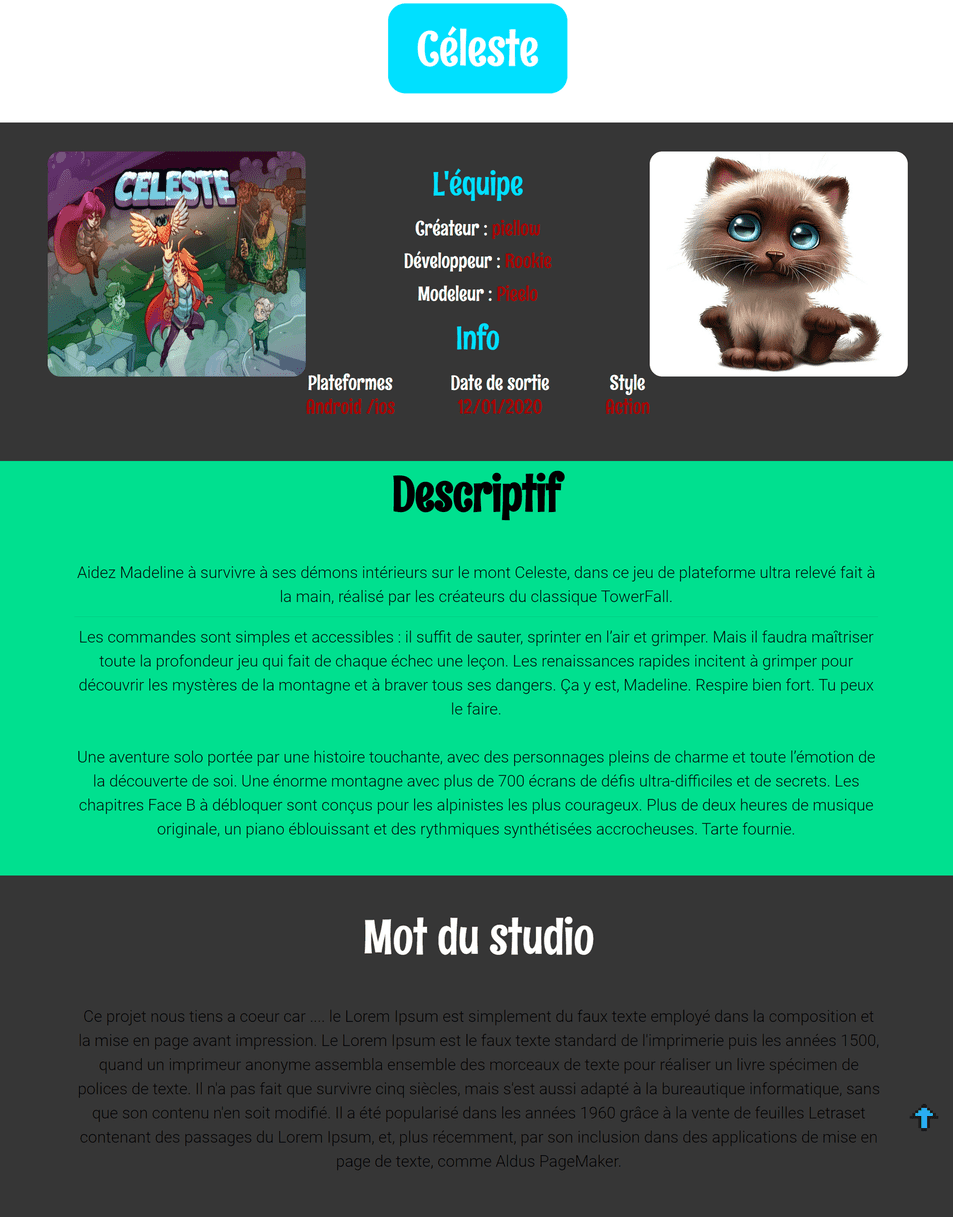 Céleste
CELESTE
L'équipe
Créateur : plellow
Développeur : Rookie
Modeleur : Picolo
Info
Plateformes Date de sortie Style
Android /ios 12/01/2020 Action
Descriptif
Aidez Madeline à survivre à ses démons intérieurs sur le mont Celeste, dans ce jeu de plateforme ultra relevé fait à
la main, réalisé par les créateurs du classique TowerFall.
Les commandes sont simples et accessibles : il suffit de sauter, sprinter en l’air et grimper. Mais il faudra maîtriser
toute la profondeur jeu qui fait de chaque échec une leçon. Les renaissances rapides incitent à grimper pour
découvrir les mystères de la montagne et à braver tous ses dangers. Ça y est, Madeline. Respire bien fort. Tu peux
le faire.
Une aventure solo portée par une histoire touchante, avec des personnages pleins de charme et toute l’émotion de
la découverte de soi. Une énorme montagne avec plus de 700 écrans de défis ultra-difficiles et de secrets. Les
chapitres Face B à débloquer sont conçus pour les alpinistes les plus courageux. Plus de deux heures de musique
originale, un piano éblouissant et des rythmiques synthétisées accrocheuses. Tarte fournie.
Mot du studio
Ce projet nous tiens a coeur car .... le Lorem Ipsum est simplement du faux texte employé dans la composition et
la mise en page avant impression. Le Lorem Ipsum est le faux texte standard de l'imprimerie puis les années 1500,
quand un imprimeur anonyme assembla ensemble des morceaux de texte pour réaliser un livre spécimen de
polices de texte. Il n'a pas fait que survivre cinq siècles, mais s'est aussi adapté à la bureautique informatique, sans
que son contenu n'en soit modifié. Il a été popularisé dans les années 1960 grâce à la vente de feuilles Letraset
contenant des passages du Lorem Ipsum, et, plus récemment, par son inclusion dans des applications de mise en
page de texte, comme Aldus PageMaker.